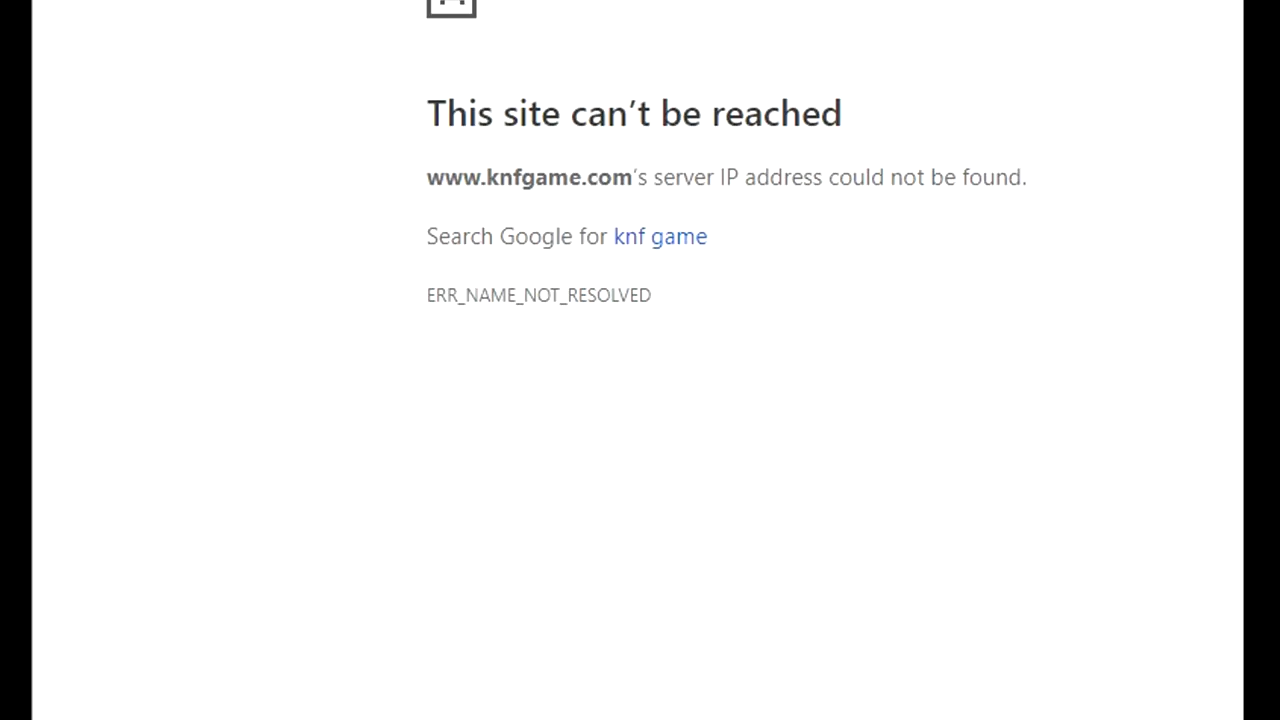 This site can’t be reached
www.knfgame.com’s server IP address could not be found.
Search Google for knf game
ERR_NAME_NOT_RESOLVED